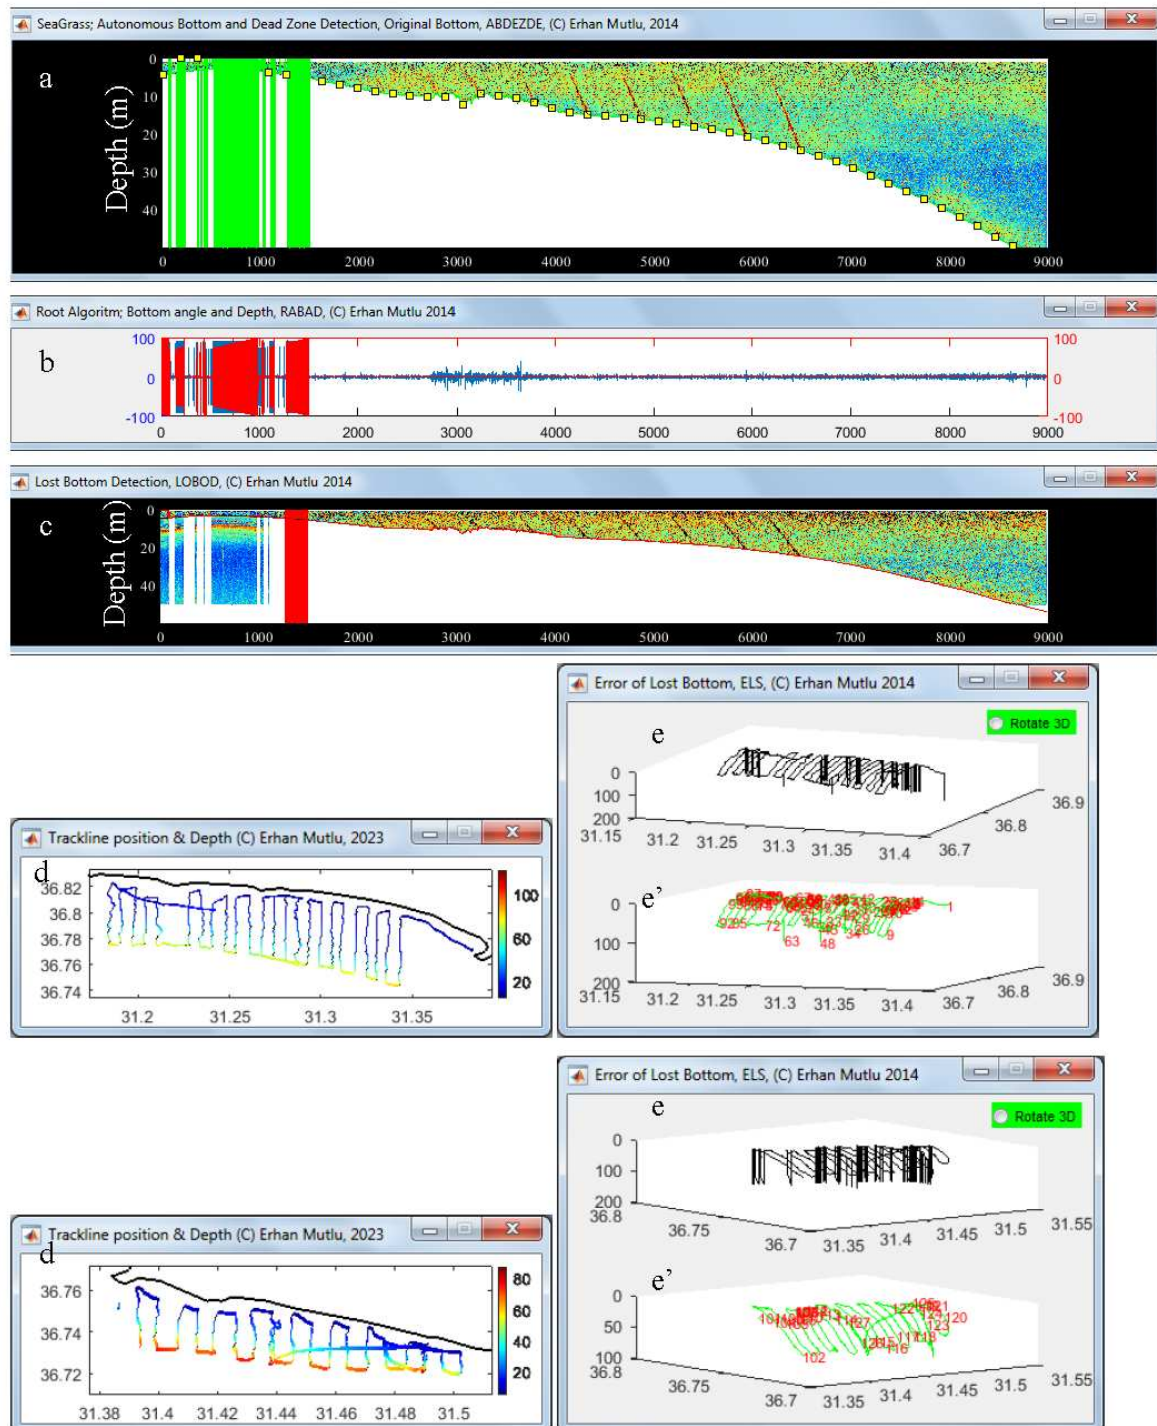 SeaGrass; Autonomous Bottom and Dead Zone Detection, Original Bottom, ABDEZDE, (C) Erhan Mutlu, 2014
a
Depth (m)
0
10
20
30
40
0 1000 2000 3000 4000 5000 6000 7000 8000 9000
Root Algoritm; Bottom angle and Depth, RABAD, (C) Erhan Mutlu 2014
b
100 100
0 0
-100 -100
0 1000 2000 3000 4000 5000 6000 7000 8000 9000
Lost Bottom Detection, LOBOD, (C) Erhan Mutlu 2014
c
Depth (m)
0
20
40
0 1000 2000 3000 4000 5000 6000 7000 8000 9000
Error of Lost Bottom, ELS, (C) Erhan Mutlu 2014
Rotate 3D
e
0
100
200
31.15 31.2 31.25 31.3 31.35 31.4 36.7 36.8 36.9
Trackline position & Depth (C) Erhan Mutlu, 2023
d
36.82
36.8
36.78
36.76
36.74
31.2 31.25 31.3 31.35
100
60
20
e’
0
100
200
1
72
63
48
34
9
31.15 31.2 31.25 31.3 31.35 31.4 36.7 36.8 36.9
Error of Lost Bottom, ELS, (C) Erhan Mutlu 2014
Rotate 3D
e
0
100
200
36.8 36.75 36.7 31.35 31.4 31.45 31.5 31.55
Trackline position & Depth (C) Erhan Mutlu, 2023
d
36.76
36.74
36.72
31.38 31.4 31.42 31.44 31.46 31.48 31.5
80
60
40
20
e’
0
50
100
102
116
120
123
36.8 36.75 36.7 31.35 31.4 31.45 31.5 31.55